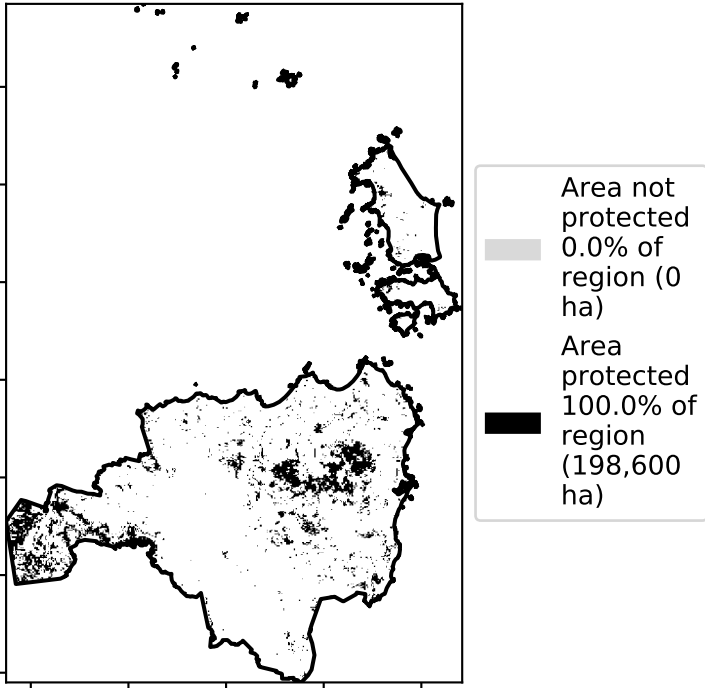 Area not
protected
0.0% of
region (0
ha)
Area
protected
100.0% of
region
(198,600
ha)